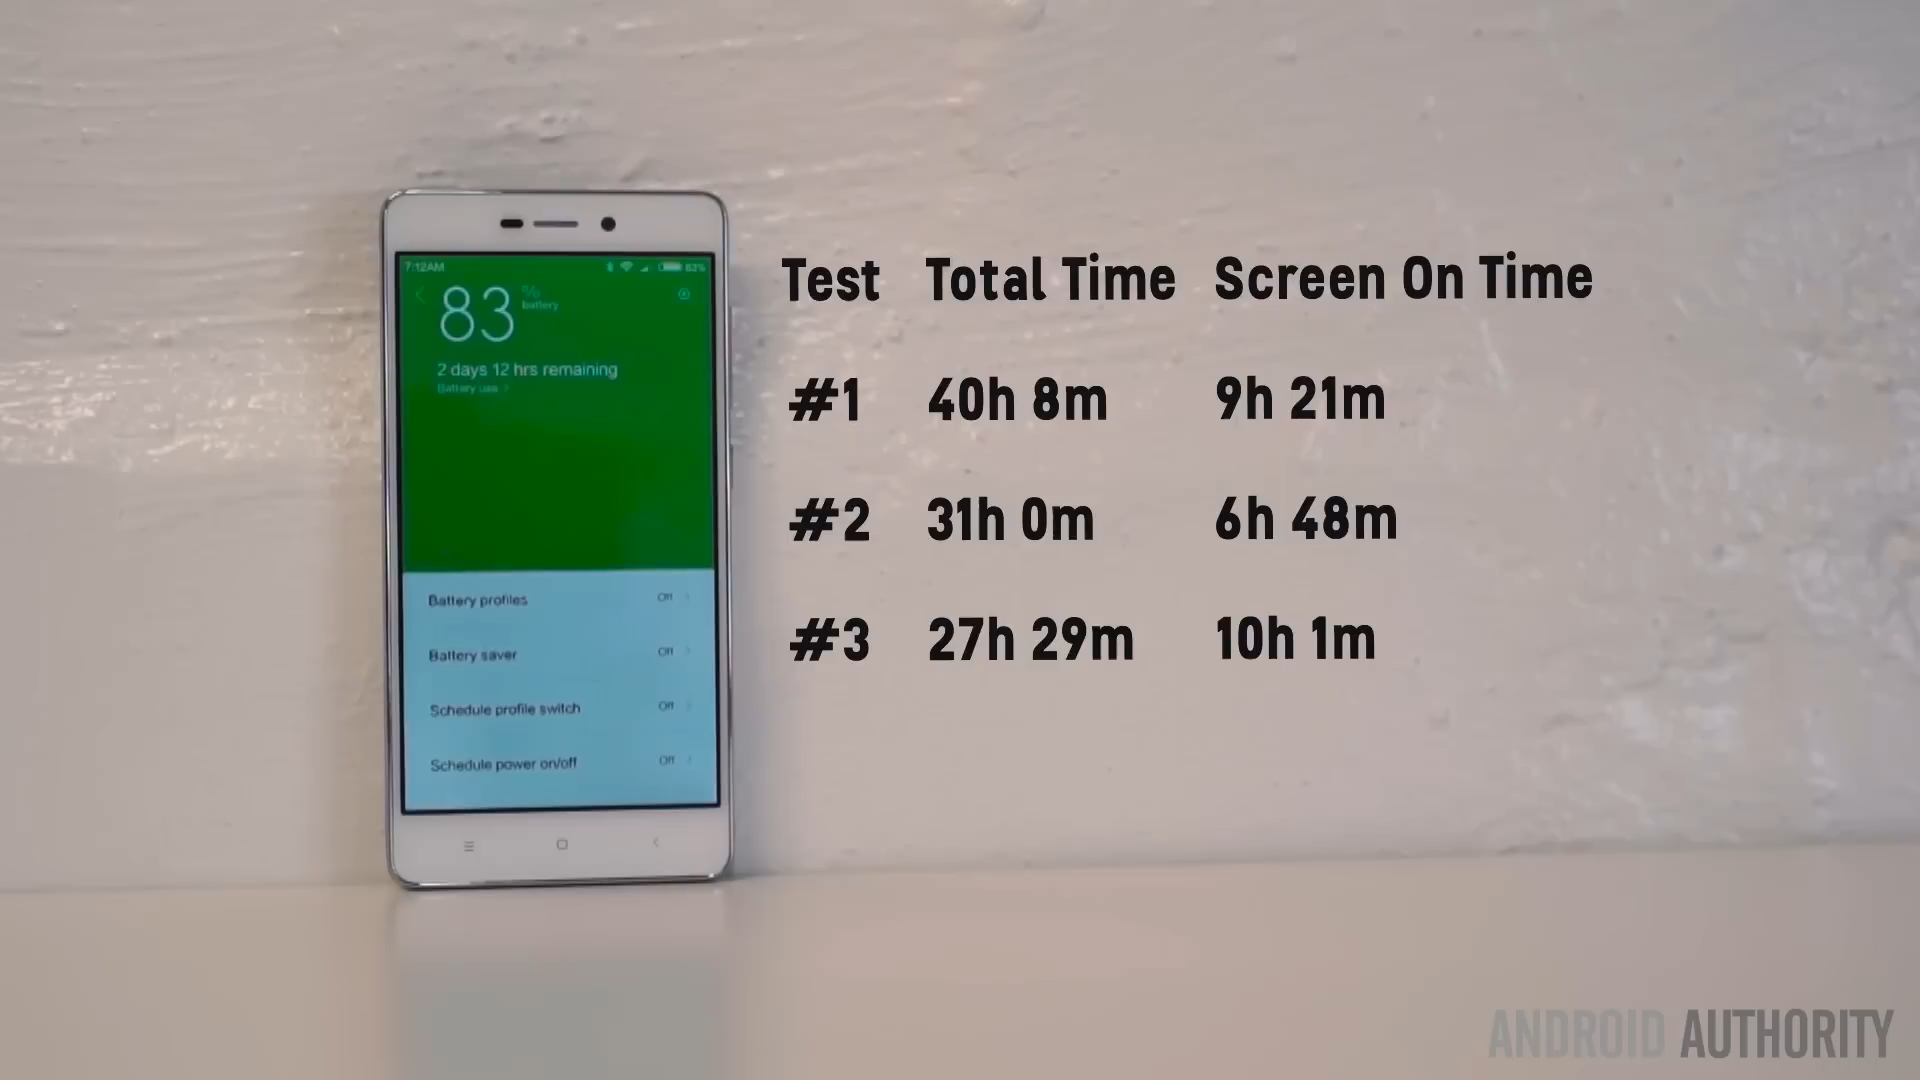 7:12AM
83%
83 %
battery
2 days 12 hrs remaining
Battery use
Battery profiles Off
Battery saver Off
Schedule profile switch Off
Schedule power on/off Off
Test Total Time Screen On Time
#1 40h 8m 9h 21m
#2 31h 0m 6h 48m
#3 27h 29m 10h 1m
ANDROID AUTHORITY